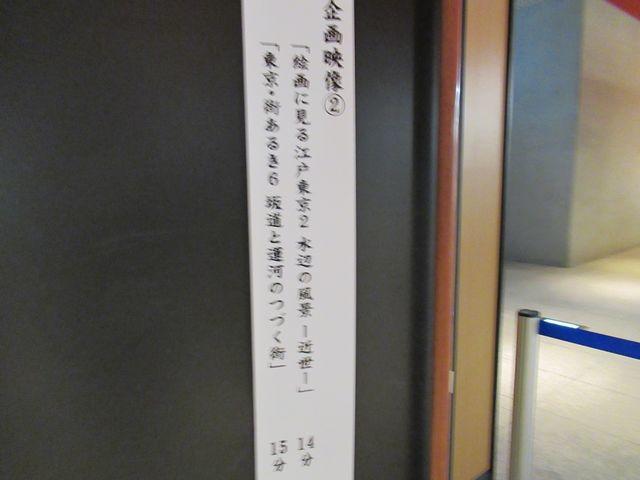 企画映像②
「絵画に見る江戸東京2 水辺の風景 ー近世ー」 14分
「東京・街あるき6 坂道と運河のつづく街」 15分